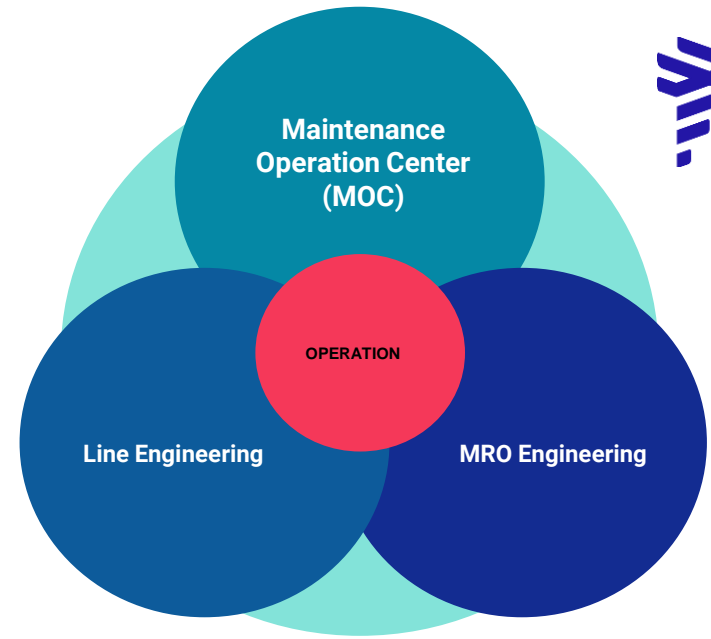 Maintenance
Operation Center
(MOC)
OPERATION
Line Engineering
MRO Engineering